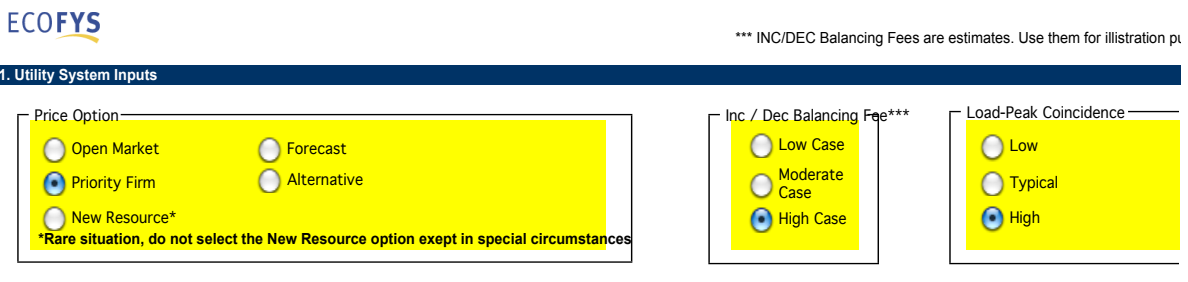 ECOFYS
*** INC/DEC Balancing Fees are estimates. Use them for illistration pu
1. Utility System Inputs
Price Option
Open Market
Forecast
Priority Firm
Alternative
New Resource*
*Rare situation, do not select the New Resource option exept in special circumstances
Inc / Dec Balancing Fee***
Low Case
Moderate
Case
High Case
Load-Peak Coincidence
Low
Typical
High